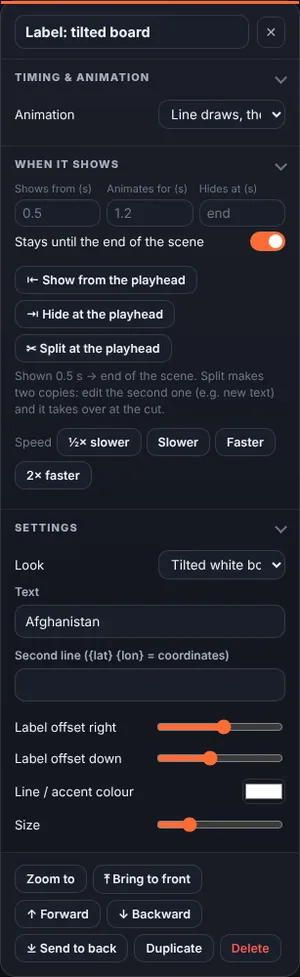 Label: tilted board
✕
TIMING & ANIMATION
Animation
Line draws, the
WHEN IT SHOWS
Shows from (s) Animates for (s) Hides at (s)
0.5 1.2 end
Stays until the end of the scene
⇤ Show from the playhead
⇥ Hide at the playhead
✂ Split at the playhead
Shown 0.5 s → end of the scene. Split makes
two copies: edit the second one (e.g. new text)
and it takes over at the cut.
Speed ½× slower Slower Faster
2× faster
SETTINGS
Look Tilted white bo
Text
Afghanistan
Second line ({lat} {lon} = coordinates)
Label offset right
Label offset down
Line / accent colour
Size
Zoom to ⤒ Bring to front
↑ Forward ↓ Backward
⤓ Send to back Duplicate Delete